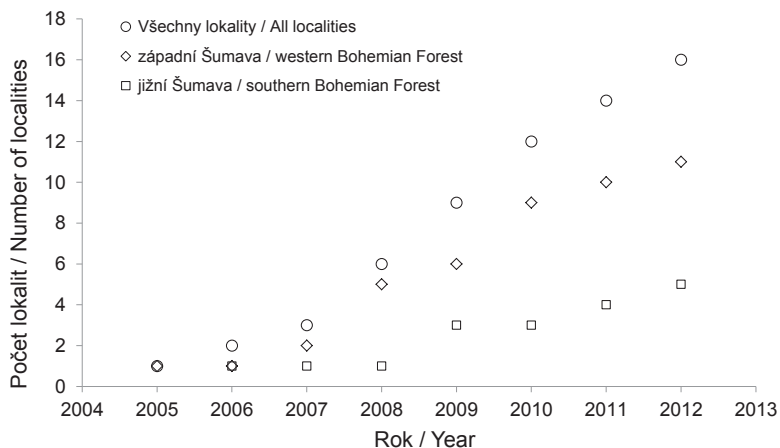 Počet lokalit / Number of localities
18
16
14
12
10
8
6
4
2
0
Všechny lokality / All localities
západní Šumava / western Bohemian Forest
jižní Šumava / southern Bohemian Forest
2004 2005 2006 2007 2008 2009 2010 2011 2012 2013
Rok / Year